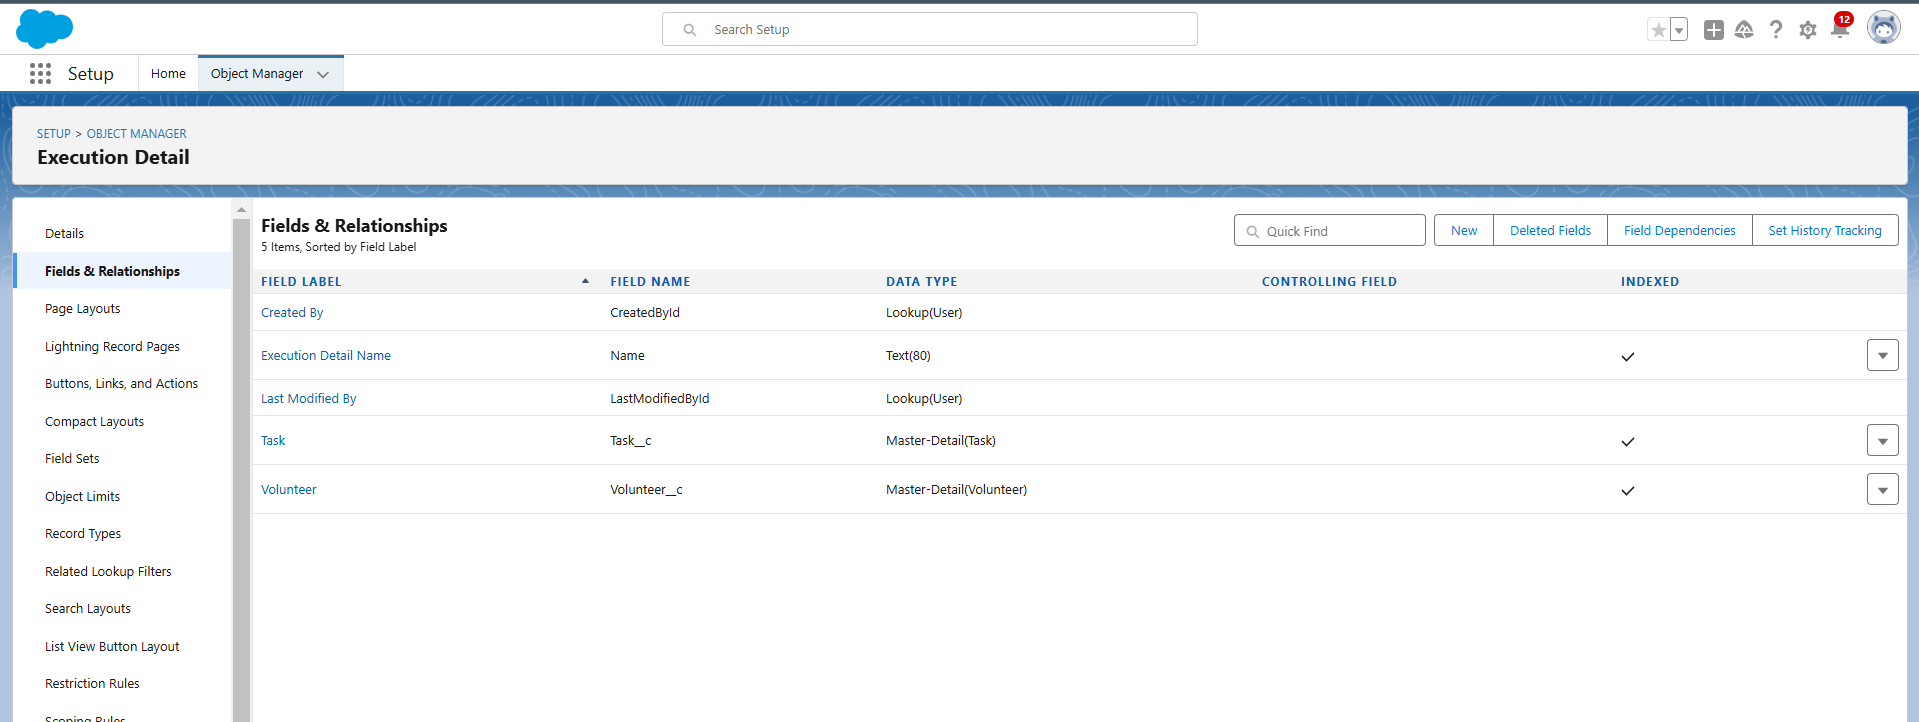 Search Setup
12
Setup
Home
Object Manager
SETUP > OBJECT MANAGER
Execution Detail
Details
Fields & Relationships
Page Layouts
Lightning Record Pages
Buttons, Links, and Actions
Compact Layouts
Field Sets
Object Limits
Record Types
Related Lookup Filters
Search Layouts
List View Button Layout
Restriction Rules
Scoping Rules
Fields & Relationships
5 Items, Sorted by Field Label
Quick Find
New
Deleted Fields
Field Dependencies
Set History Tracking
FIELD LABEL FIELD NAME DATA TYPE CONTROLLING FIELD INDEXED
Created By CreatedById Lookup(User)
Execution Detail Name Name Text(80)
Last Modified By LastModifiedById Lookup(User)
Task Task__c Master-Detail(Task)
Volunteer Volunteer__c Master-Detail(Volunteer)